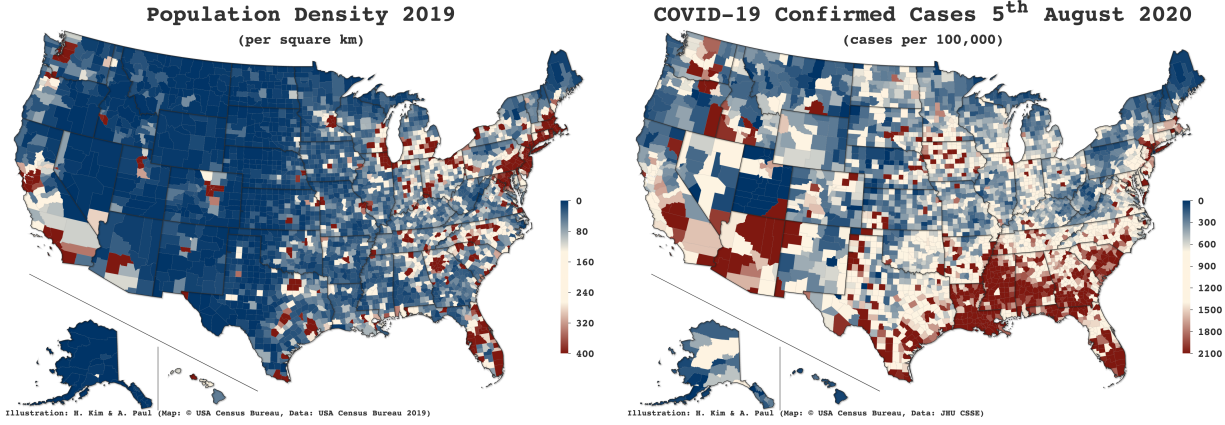 Population Density 2019
(per square km)
0
80
160
240
320
400
Illustration: H. Kim & A. Paul (Map: © USA Census Bureau, Data: USA Census Bureau 2019)
COVID-19 Confirmed Cases 5th August 2020
(cases per 100,000)
0
300
600
900
1200
1500
1800
2100
Illustration: H. Kim & A. Paul (Map: © USA Census Bureau, Data: JHU CSSE)